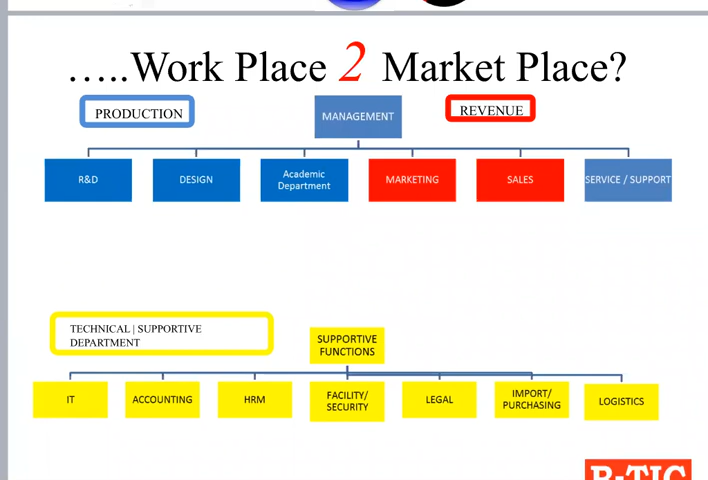 …..Work Place 2 Market Place?
PRODUCTION
MANAGEMENT
REVENUE
R&D
DESIGN
Academic
Department
MARKETING
SALES
SERVICE / SUPPORT
TECHNICAL | SUPPORTIVE
DEPARTMENT
SUPPORTIVE
FUNCTIONS
IT
ACCOUNTING
HRM
FACILITY/
SECURITY
LEGAL
IMPORT/
PURCHASING
LOGISTICS